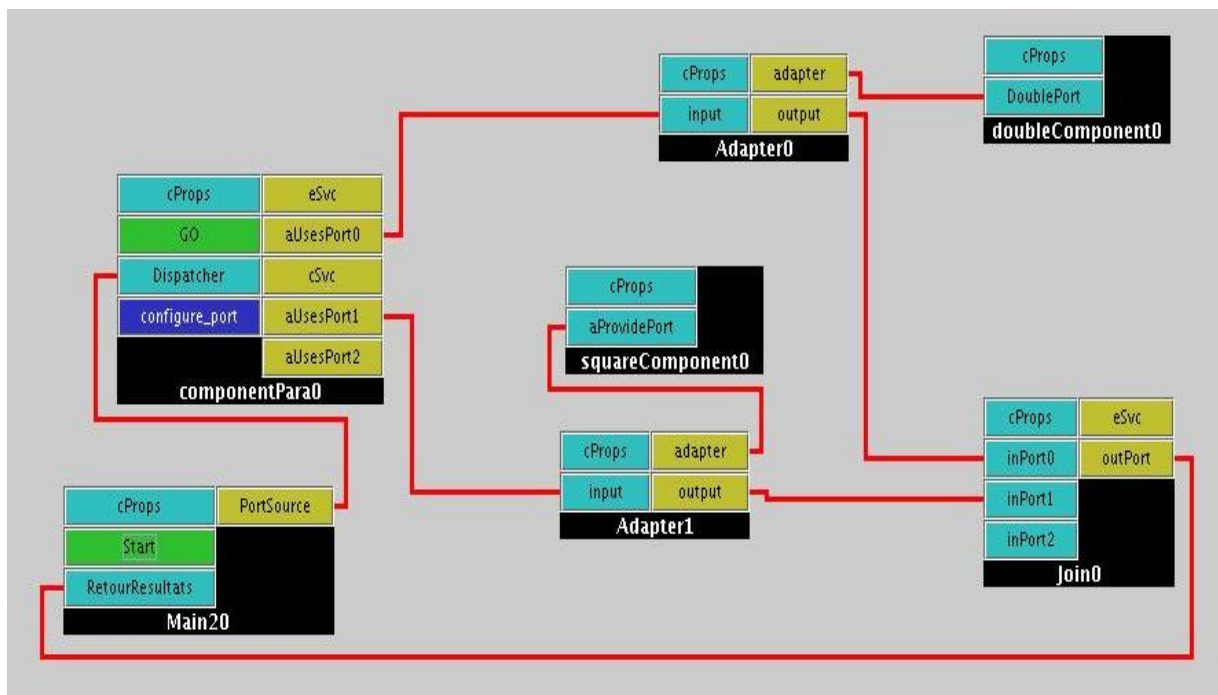 cProps adapter
input output
Adapter0
cProps
DoublePort
doubleComponent0
cProps eSvc
GO aUsesPort0
Dispatcher cSvc
configure_port aUsesPort1
aUsesPort2
componentPara0
cProps
aProvidePort
squareComponent0
cProps adapter
input output
Adapter1
cProps eSvc
inPort0 outPort
inPort1
inPort2
Join0
cProps PortSource
Start
RetourResultats
Main20